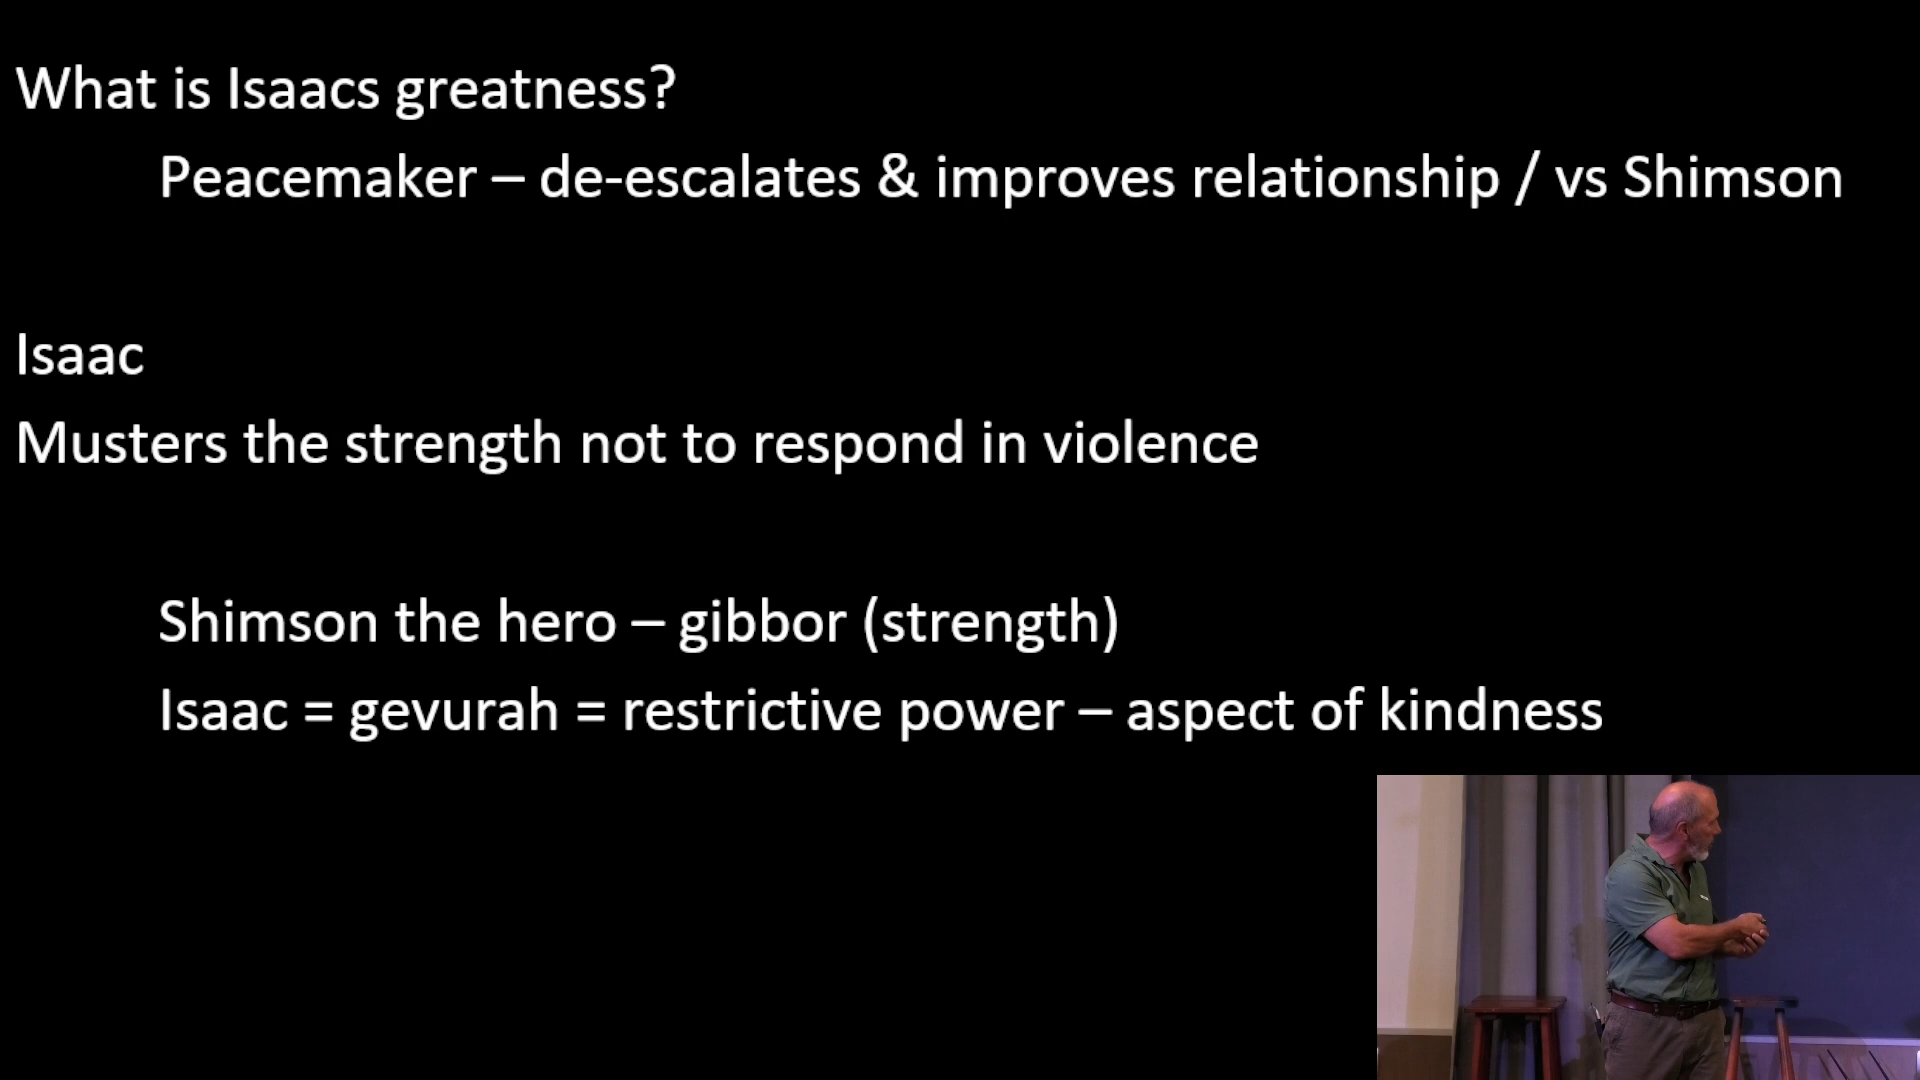 What is Isaacs greatness?
Peacemaker – de-escalates & improves relationship / vs Shimson
Isaac
Musters the strength not to respond in violence
Shimson the hero – gibbor (strength)
Isaac = gevurah = restrictive power – aspect of kindness